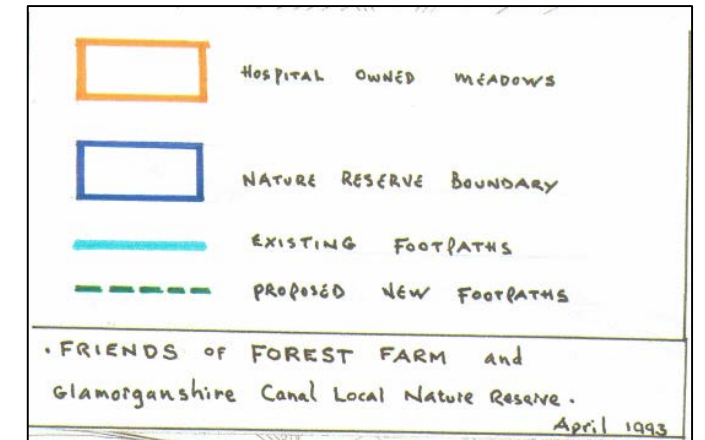 HOSPITAL OWNED MEADOWS
NATURE RESERVE BOUNDARY
EXISTING FOOTPATHS
PROPOSED NEW FOOTPATHS
. FRIENDS OF FOREST FARM and
Glamorganshire Canal Local Nature Reserve.
April 1993